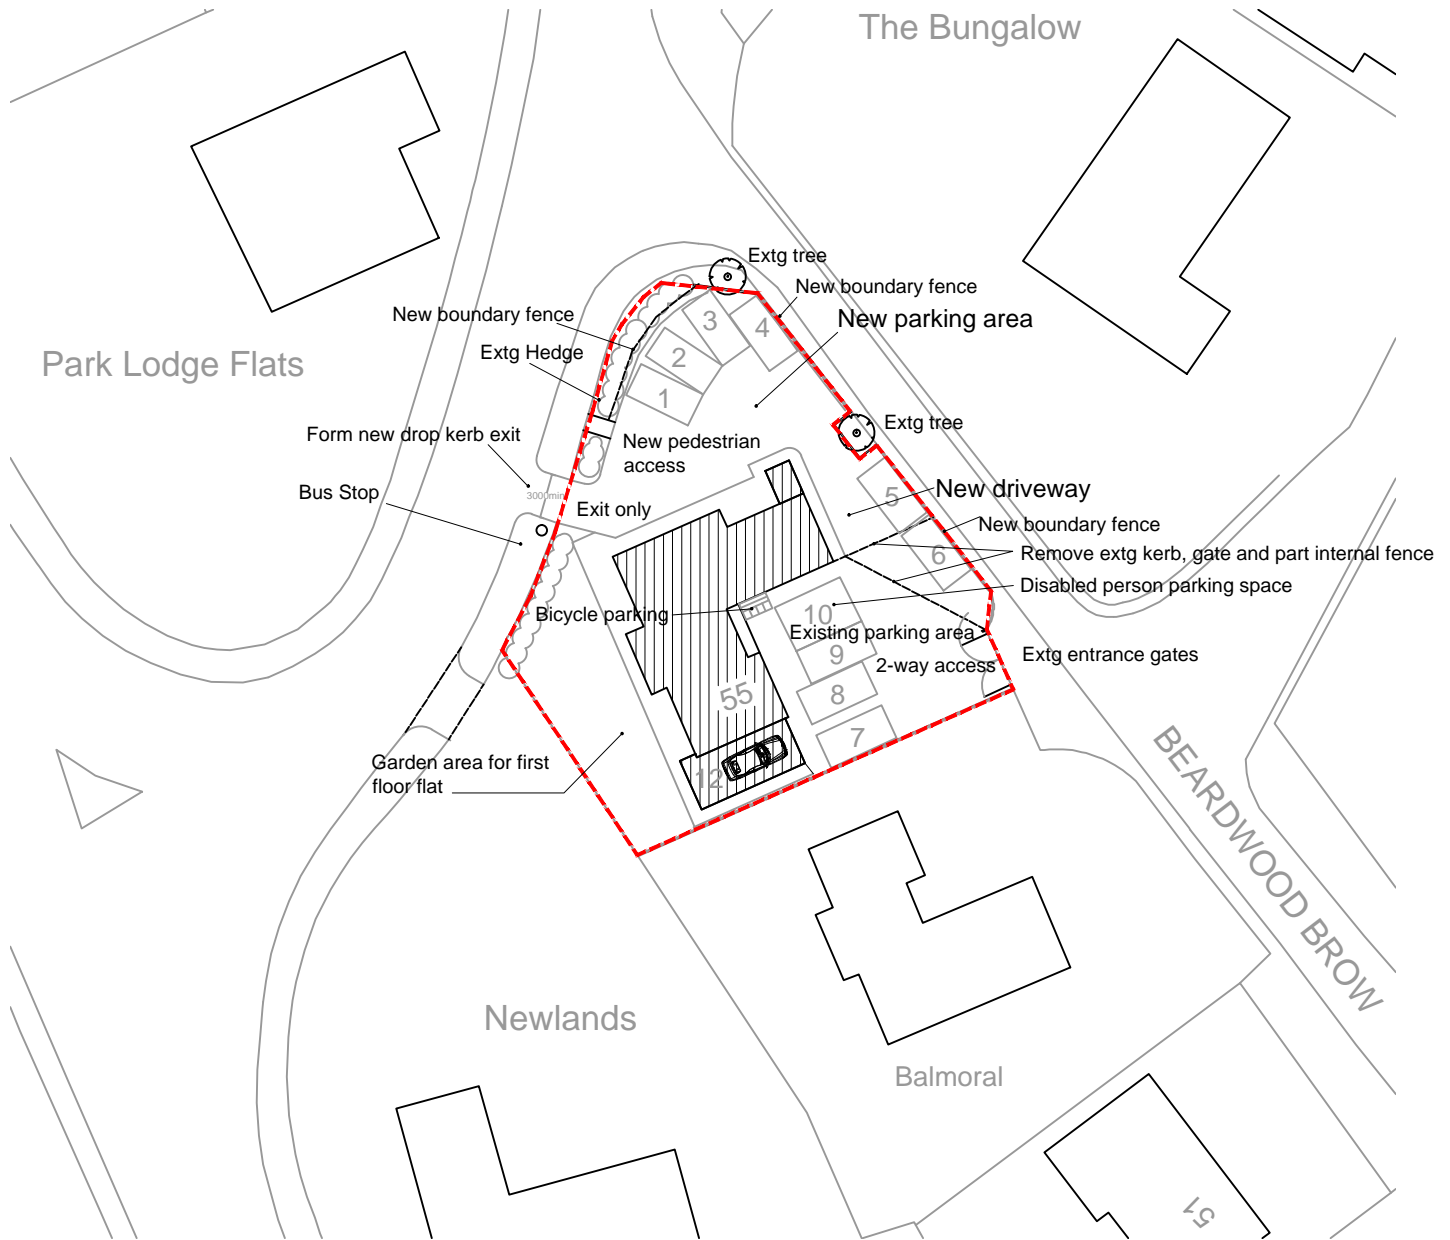 The Bungalow
Extg tree
New boundary fence
New boundary fence
New parking area
3
4
Extg Hedge
2
Park Lodge Flats
1
Extg tree
Form new drop kerb exit
New pedestrian
access
Bus Stop
3000min
Exit only
5
New driveway
New boundary fence
6
Remove extg kerb, gate and part internal fence
Disabled person parking space
Bicycle parking
10
Existing parking area
9
2-way access
Extg entrance gates
8
55
7
12
Garden area for first
floor flat
BEARDWOOD BROW
Newlands
Balmoral
51